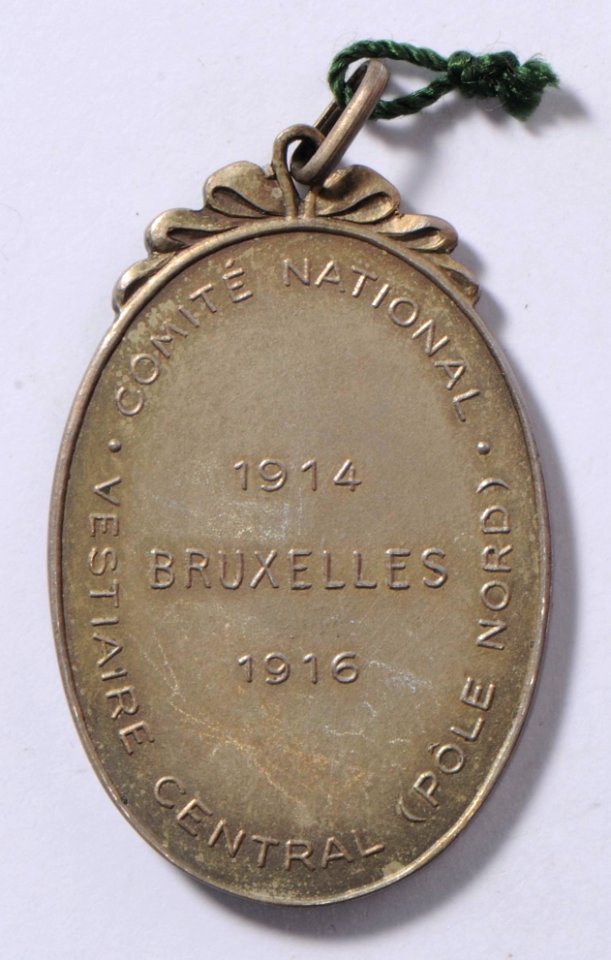 · COMITÉ NATIONAL ·
1914
BRUXELLES
1916
VESTIAIRE CENTRAL (PÔLE NORD)